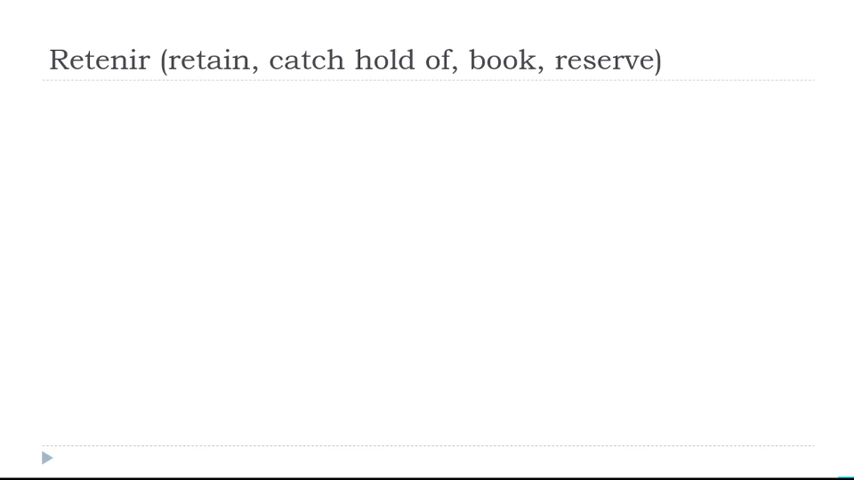 Retenir (retain, catch hold of, book, reserve)